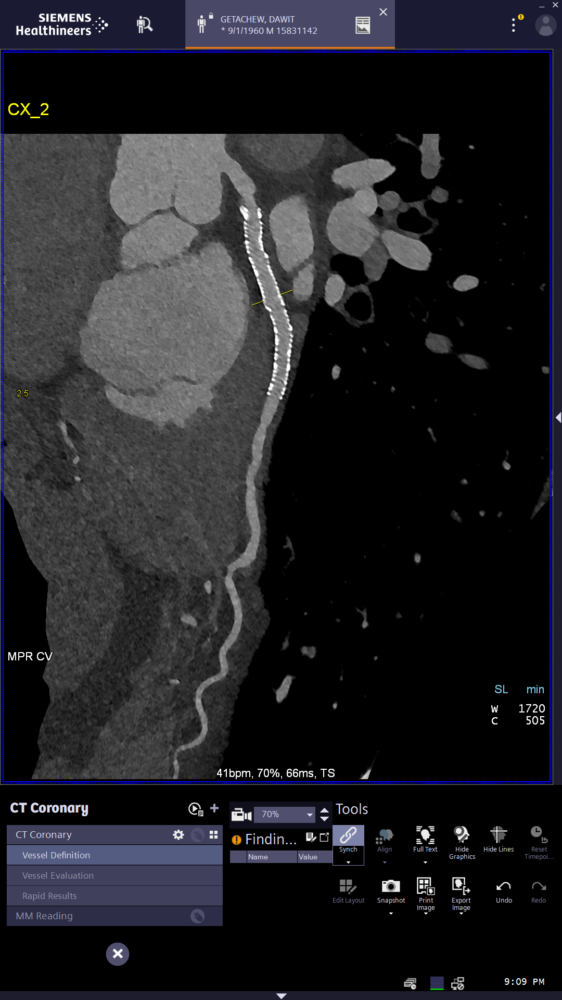 SIEMENS
Healthineers
GETACHEW, DAWIT
* 9/1/1960 M 15831142
CX_2
2.5
MPR CV
SL min
W 1720
C 505
41bpm, 70%, 66ms, TS
CT Coronary
CT Coronary
Vessel Definition
Vessel Evaluation
Rapid Results
MM Reading
70%
Findin...
Name Value
Tools
Synch
Align
Full Text
Hide
Graphics
Hide Lines
Reset
Timepoi...
Edit Layout
Snapshot
Print
Image
Export
Image
Undo
Redo
9:09 PM